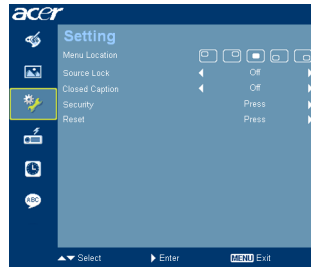 acer
Setting
Menu Location
Source Lock Off
Closed Caption Off
Security Press
Reset Press
ABC
Select Enter MENU Exit